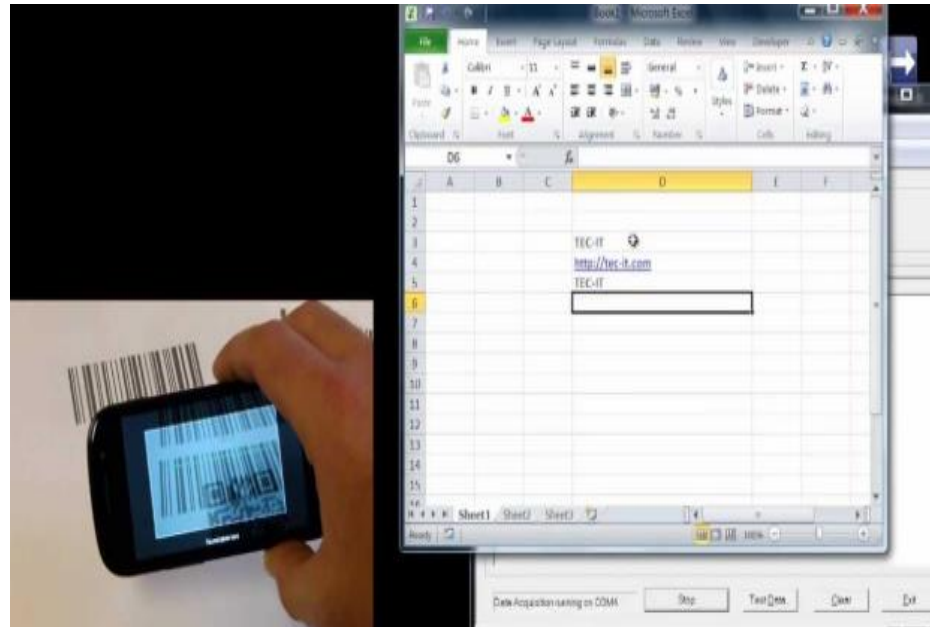 Book1 - Microsoft Excel
File Home Insert Page Layout Formulas Data Review View Developer
Calibri 11 General
Paste Styles
Insert
Delete
Format
Clipboard Font Alignment Number Cells Editing
D6 fx
A B C D E F
1
2
3 TEC-IT
4 http://tec-it.com
5 TEC-IT
6
7
8
9
10
11
12
13
14
15
Sheet1 Sheet2 Sheet3
Ready 100%
Data Acquisition running on COM4 Stop Test Data Clear Exit